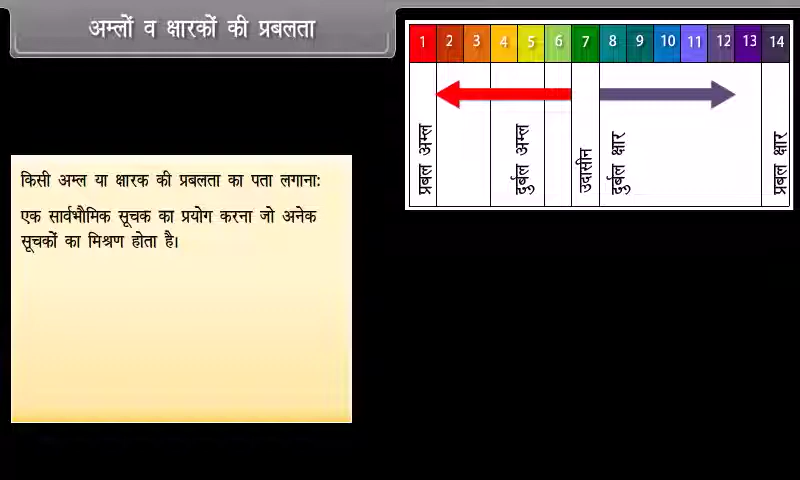 अम्लों व क्षारकों की प्रबलता
1 2 3 4 5 6 7 8 9 10 11 12 13 14
प्रबल अम्ल
दुर्बल अम्ल
उदासीन
दुर्बल क्षार
प्रबल क्षार
किसी अम्ल या क्षारक की प्रबलता का पता लगानाः
एक सार्वभौमिक सूचक का प्रयोग करना जो अनेक
सूचकों का मिश्रण होता है।